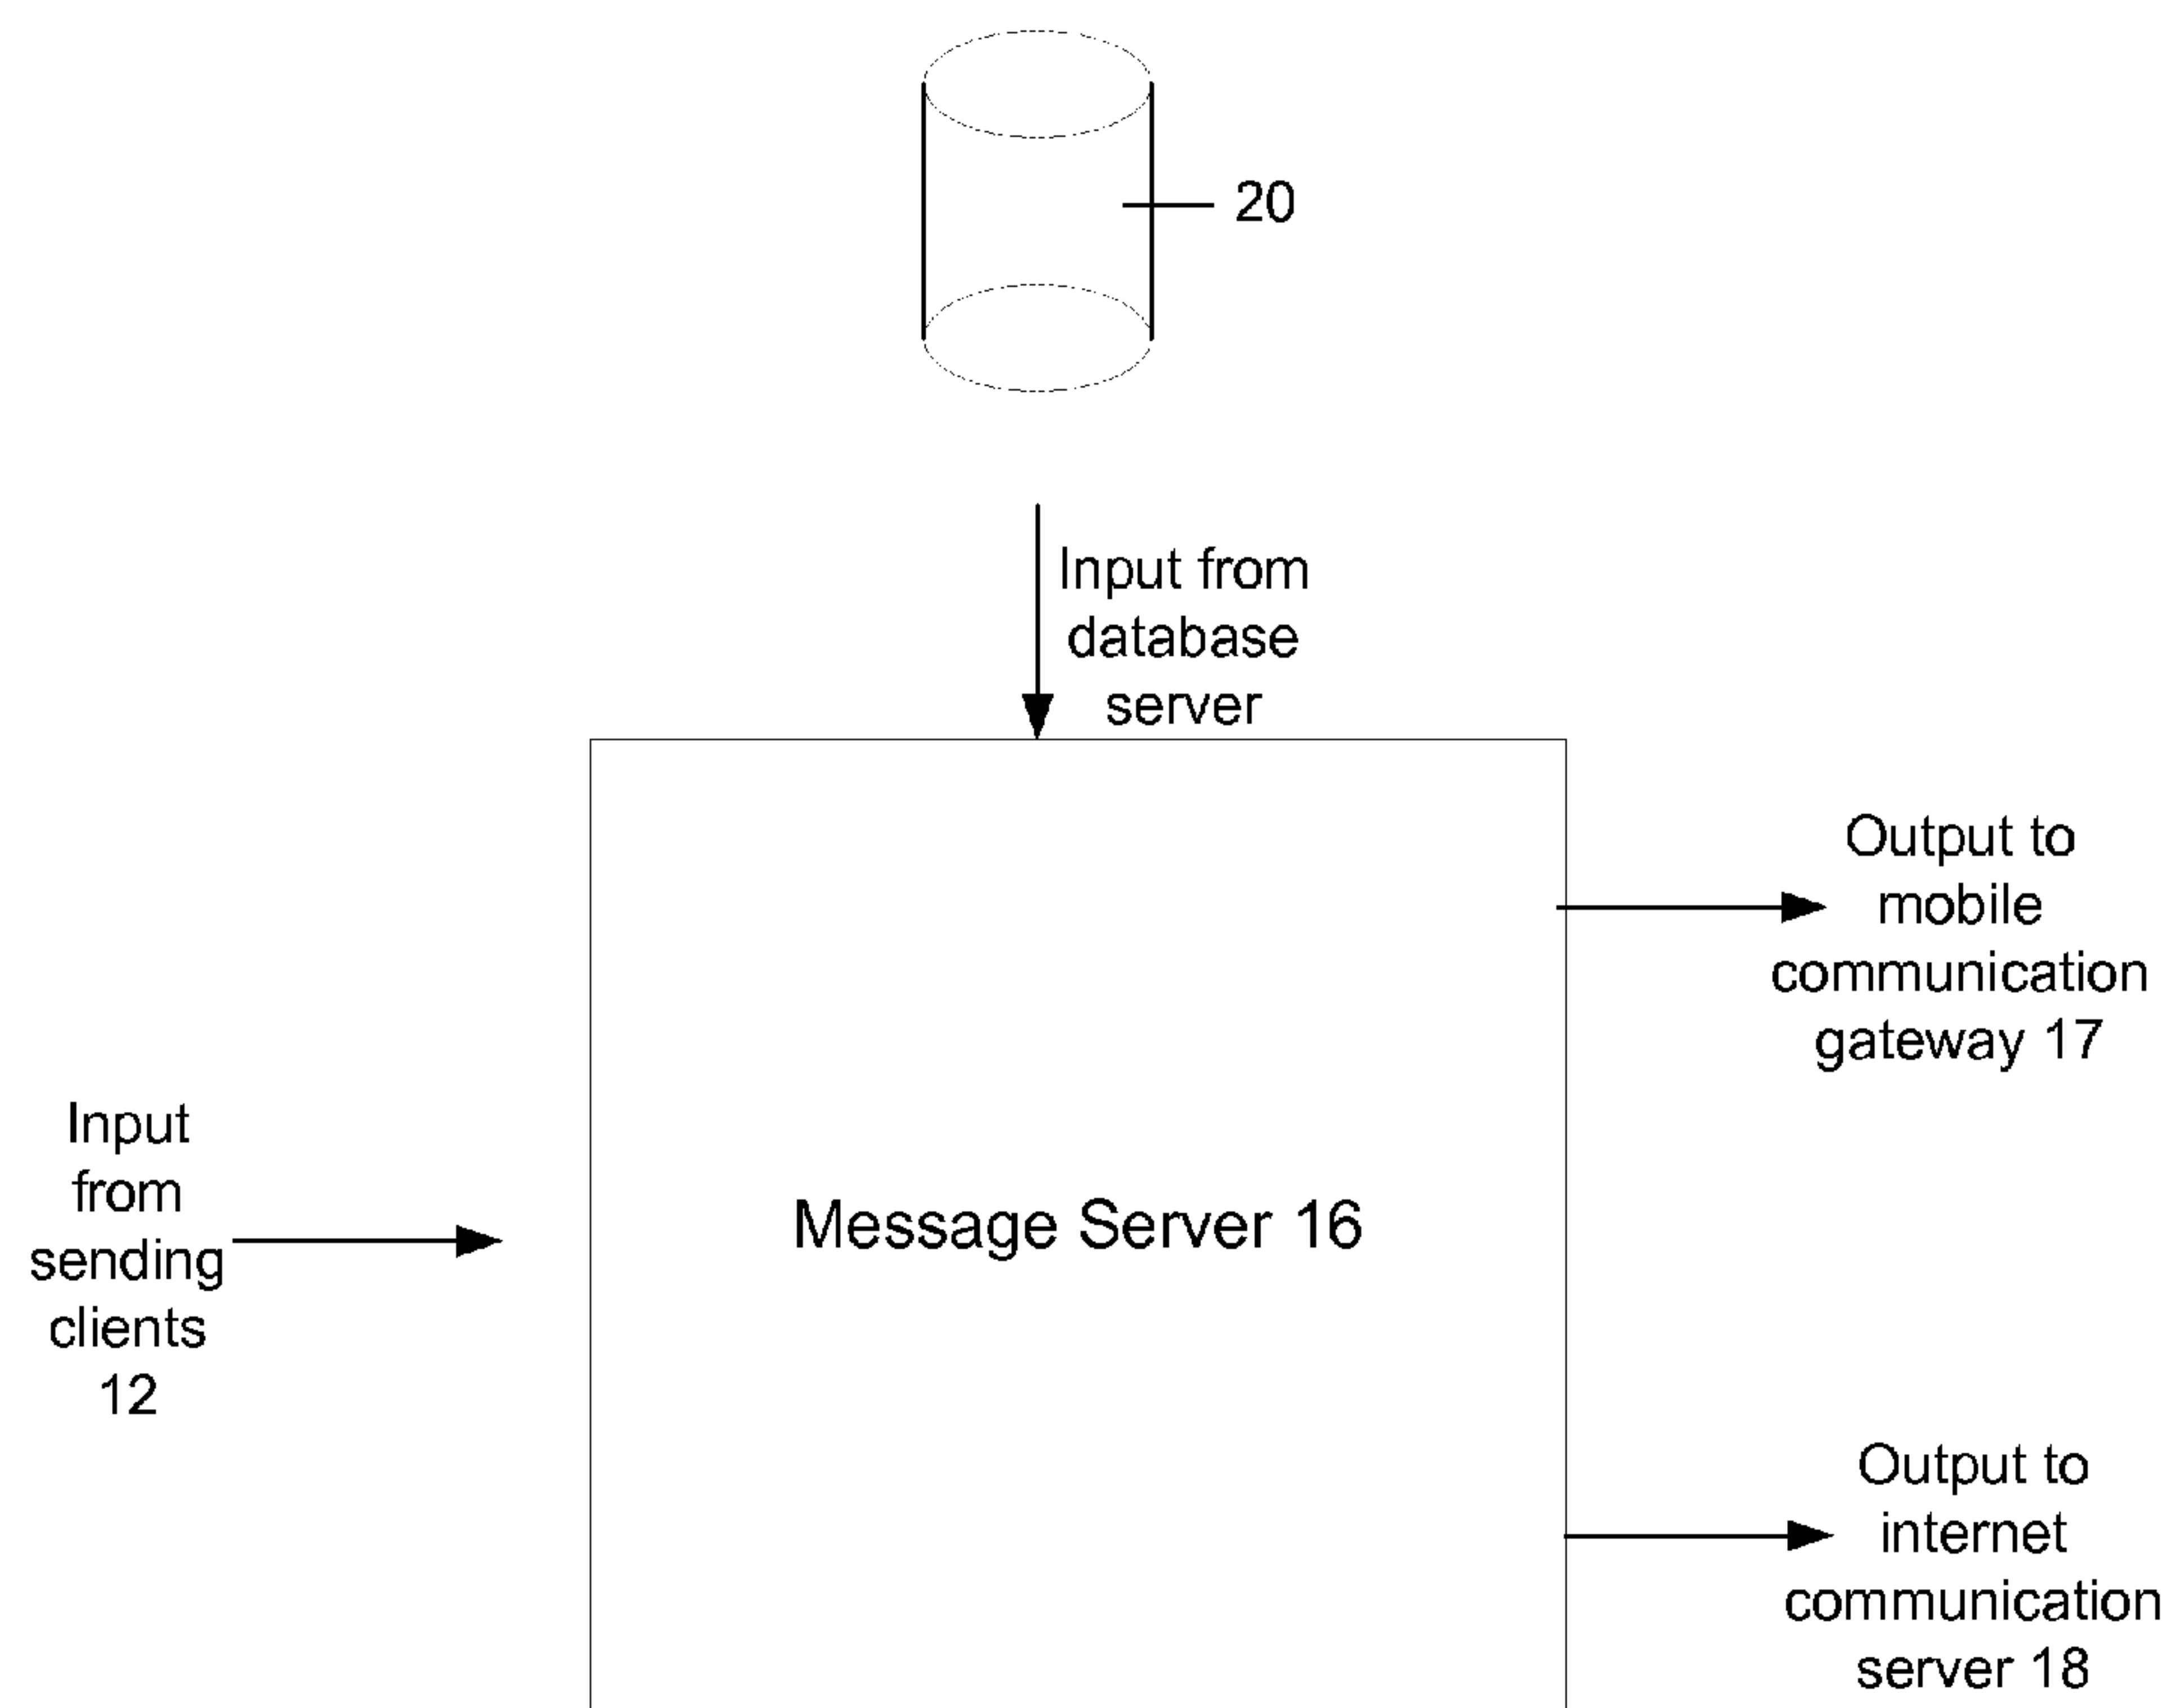 20
Input from
database
server
Output to
mobile
communication
gateway 17
Input
from
sending
clients
12
Message Server 16
Output to
internet
communication
server 18